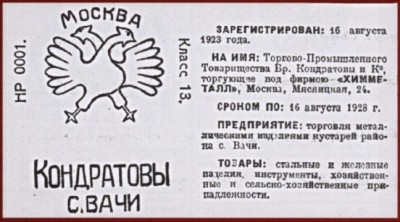 МОСКВА
НР 0001.
Класс 13.
КОНДРАТОВЫ
С. ВАЧИ
ЗАРЕГИСТРИРОВАН: 16 августа
1923 года.
НА ИМЯ: Торгово-Промышленного
Товарищества Бр. Кондратовы и Кº,
торгующее под фирмою «ХИММЕ-
ТАЛЛ», Москва, Мясницкая, 24.
СРОКОМ ПО: 16 августа 1928 г.
ПРЕДПРИЯТИЕ: торговля метал-
лическими изделиями кустарей райо-
на с. Вачи.
ТОВАРЫ: стальные и железные
изделия, инструменты, хозяйствен-
ные и сельско-хозяйственные при-
надлежности.